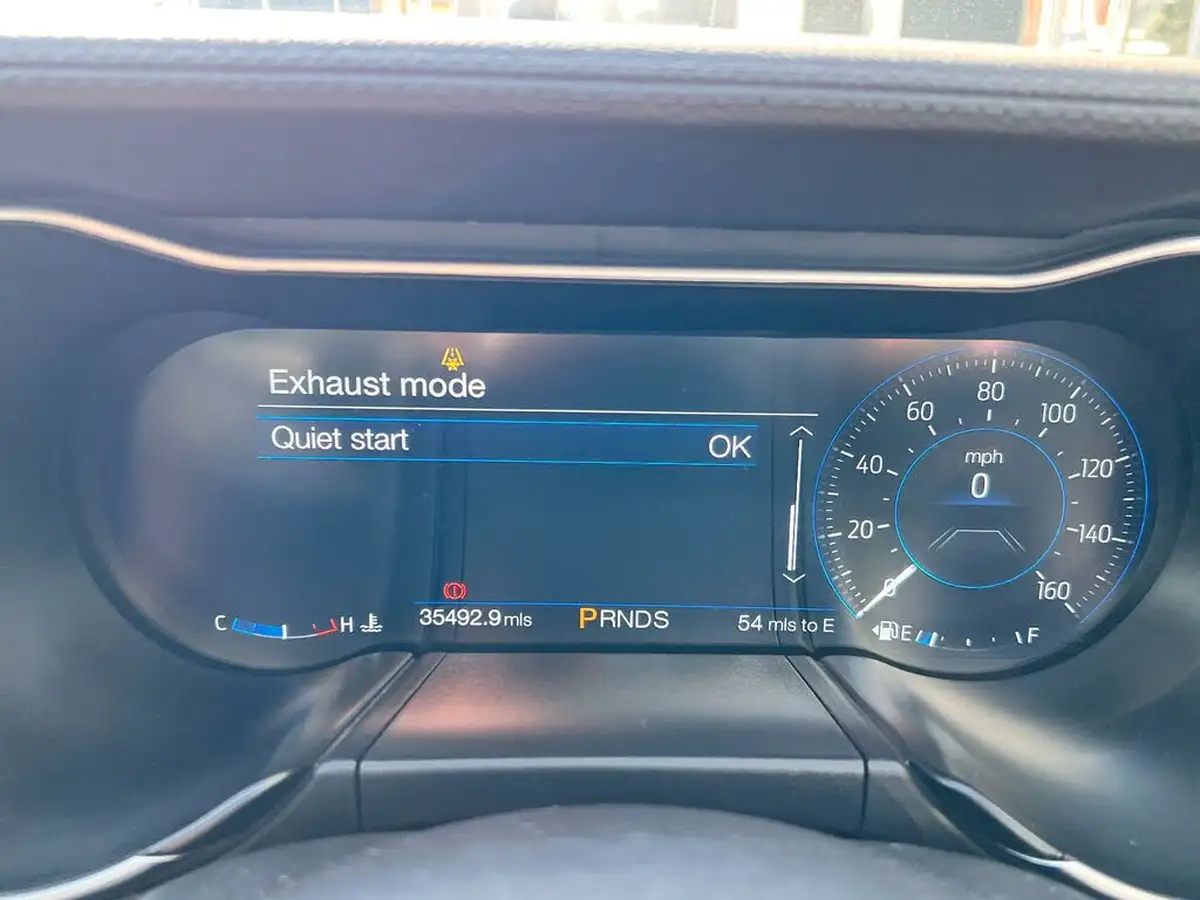 Exhaust mode
Quiet start OK
80
60 100
40 mph 120
0
20 140
0 160
C H 35492.9 mls PRNDS 54 mls to E E F